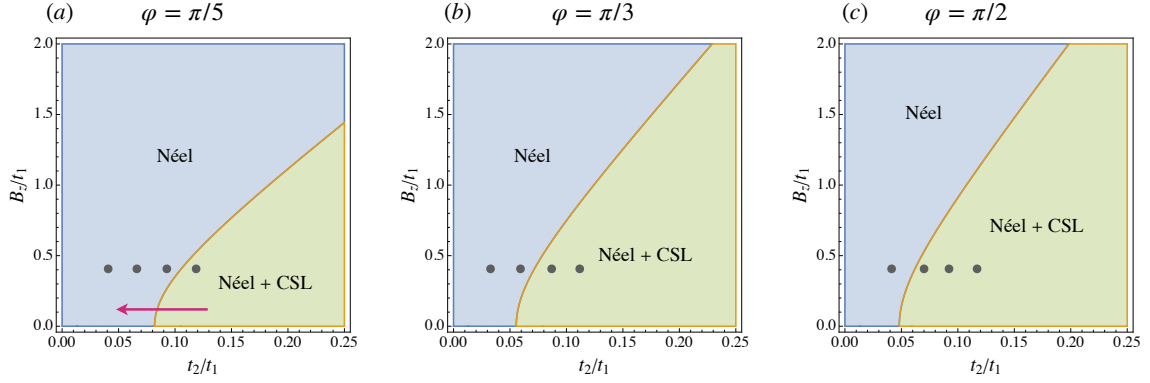 (a) φ = π/5
2.0
1.5
1.0
0.5
0.0
B_z/t_1
Néel
Néel + CSL
0.00 0.05 0.10 0.15 0.20 0.25
t_2/t_1
(b) φ = π/3
2.0
1.5
1.0
0.5
0.0
B_z/t_1
Néel
Néel + CSL
0.00 0.05 0.10 0.15 0.20 0.25
t_2/t_1
(c) φ = π/2
2.0
1.5
1.0
0.5
0.0
B_z/t_1
Néel
Néel + CSL
0.00 0.05 0.10 0.15 0.20 0.25
t_2/t_1